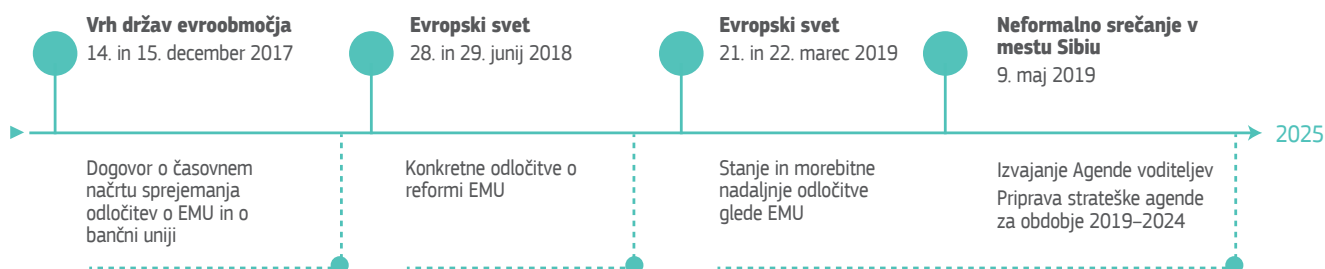 Vrh držav evroobmočja
14. in 15. december 2017
Evropski svet
28. in 29. junij 2018
Evropski svet
21. in 22. marec 2019
Neformalno srečanje v
mestu Sibiu
9. maj 2019
2025
Dogovor o časovnem
načrtu sprejemanja
odločitev o EMU in o
bančni uniji
Konkretne odločitve o
reformi EMU
Stanje in morebitne
nadaljnje odločitve
glede EMU
Izvajanje Agende voditeljev
Priprava strateške agende
za obdobje 2019–2024